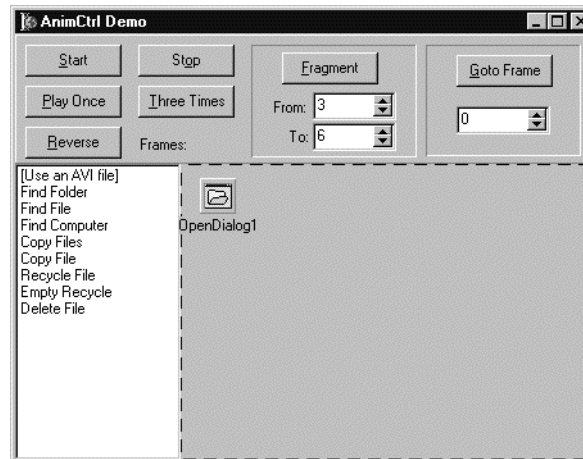 AnimCtrl Demo
Start
Stop
Fragment
Goto Frame
Play Once
Three Times
From: 3
0
To: 6
Reverse
Frames:
[Use an AVI file]
Find Folder
Find File
Find Computer
Copy Files
Copy File
Recycle File
Empty Recycle
Delete File
OpenDialog1